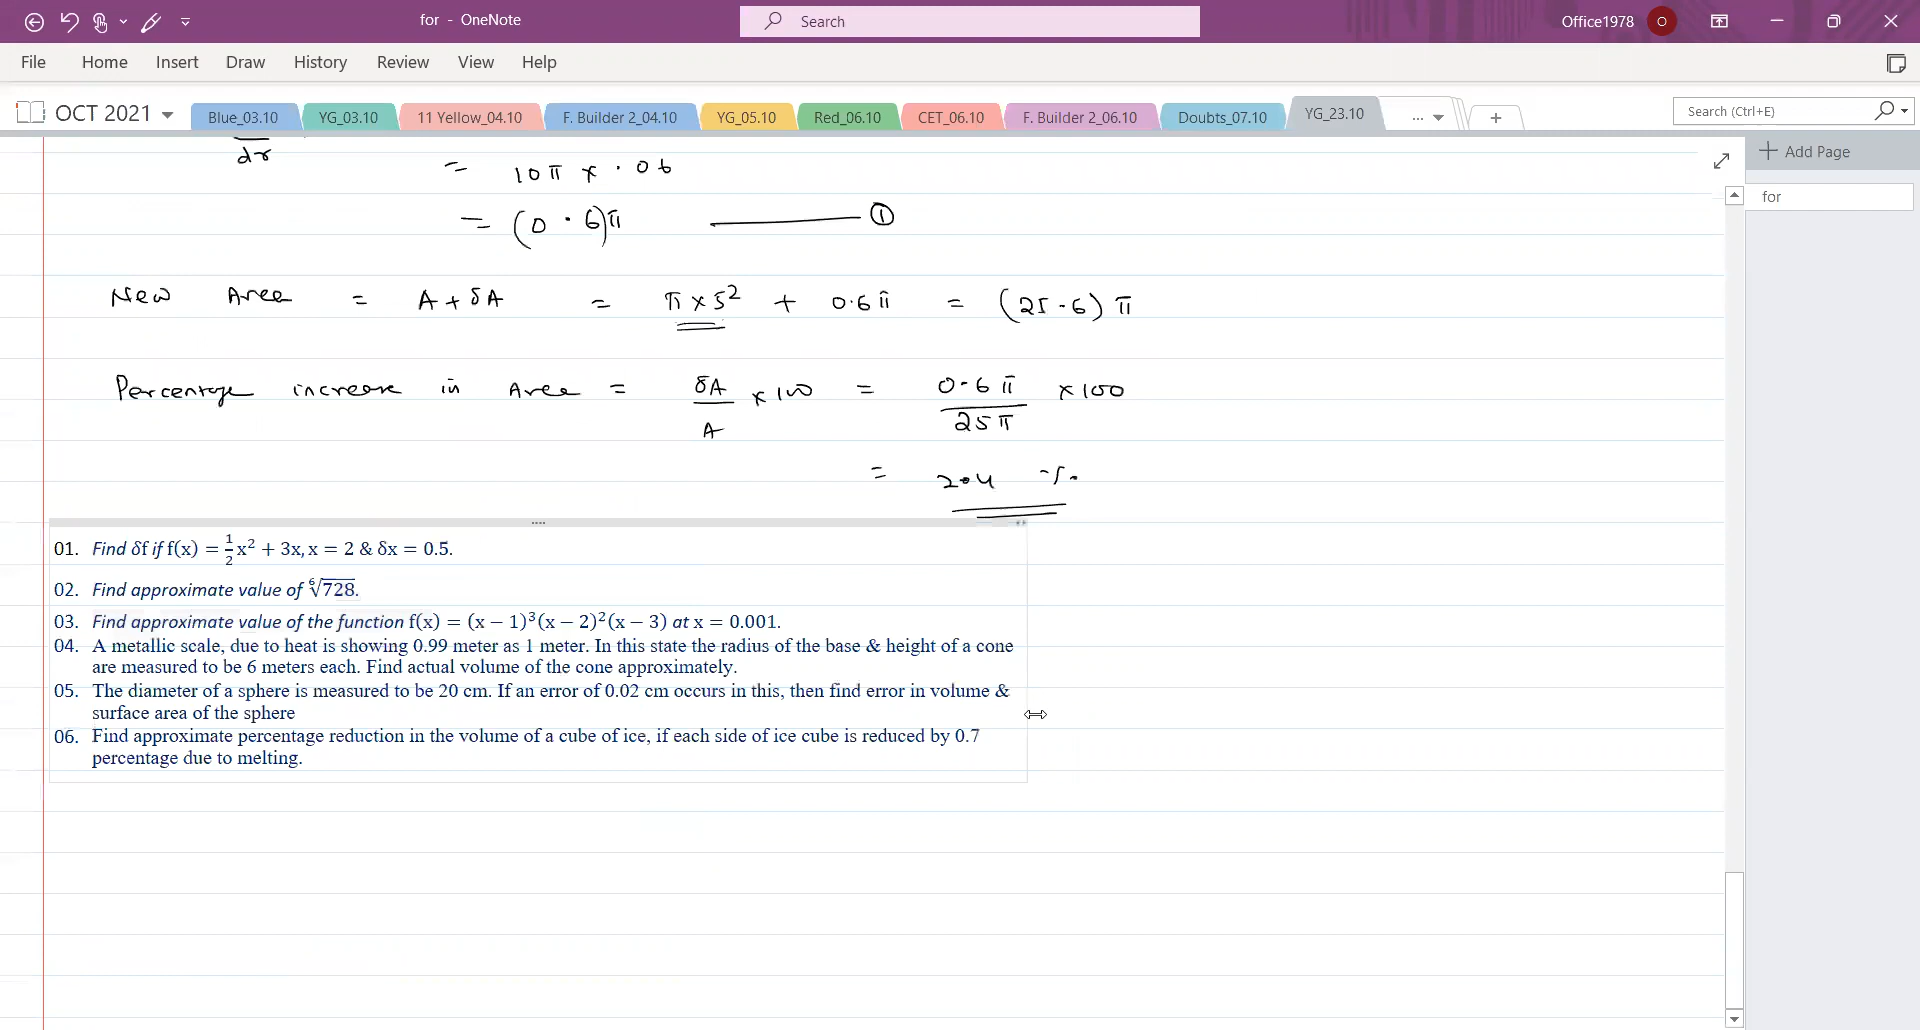 for - OneNote
Search
Office1978
O
File Home Insert Draw History Review View Help
OCT 2021
Blue_03.10
YG_03.10
11 Yellow_04.10
F. Builder 2_04.10
YG_05.10
Red_06.10
CET_06.10
F. Builder 2_06.10
Doubts_07.10
YG_23.10
...
Search (Ctrl+E)
Add Page
for
dr
= 10π × .06
= (0.6)π ——— ①
New Area = A + δA = π × 5² + 0.6π = (25.6) π
Percentage increase in Area = δA/A × 100 = 0.6π/25π × 100
= 2.4 %
01. Find δf if f(x) = 1/2 x² + 3x, x = 2 & δx = 0.5.
02. Find approximate value of ⁶√728.
03. Find approximate value of the function f(x) = (x − 1)³(x − 2)²(x − 3) at x = 0.001.
04. A metallic scale, due to heat is showing 0.99 meter as 1 meter. In this state the radius of the base & height of a cone
are measured to be 6 meters each. Find actual volume of the cone approximately.
05. The diameter of a sphere is measured to be 20 cm. If an error of 0.02 cm occurs in this, then find error in volume &
surface area of the sphere
06. Find approximate percentage reduction in the volume of a cube of ice, if each side of ice cube is reduced by 0.7
percentage due to melting.